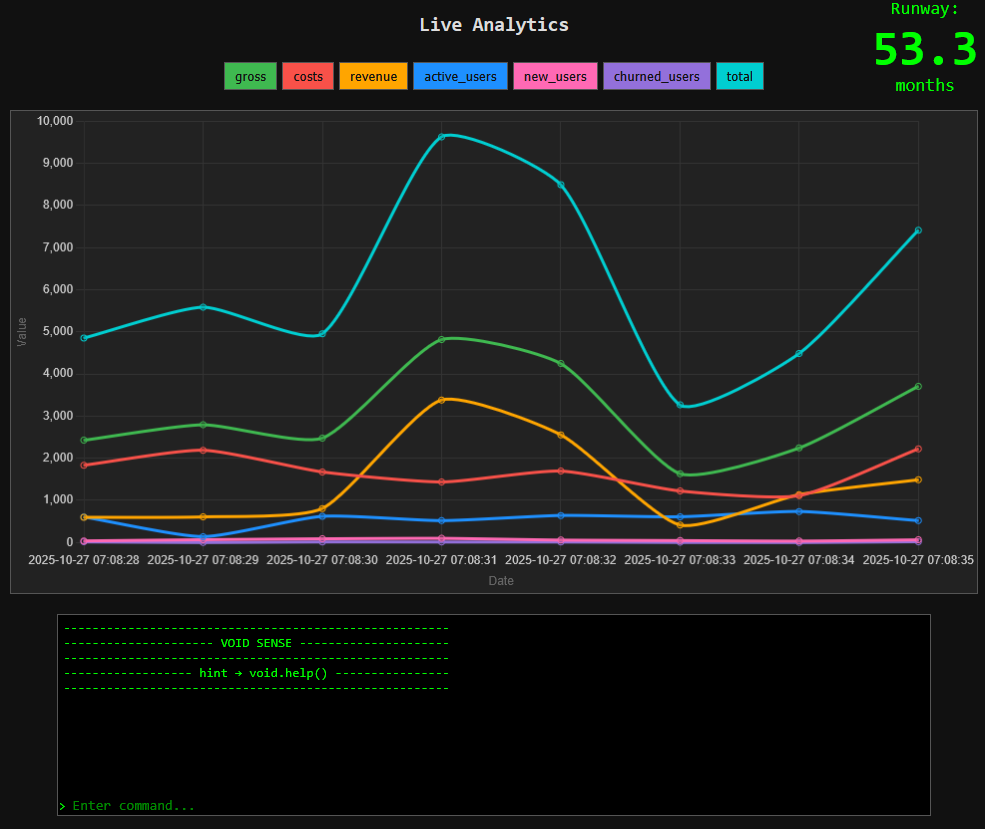 Live Analytics
Runway:
53.3
months
gross costs revenue active_users new_users churned_users total
10,000
9,000
8,000
7,000
6,000
5,000
4,000
3,000
2,000
1,000
0
Value
2025-10-27 07:08:28 2025-10-27 07:08:29 2025-10-27 07:08:30 2025-10-27 07:08:31 2025-10-27 07:08:32 2025-10-27 07:08:33 2025-10-27 07:08:34 2025-10-27 07:08:35
Date
------------------------------------------------------
--------------------- VOID SENSE ---------------------
------------------------------------------------------
------------------ hint → void.help() ----------------
------------------------------------------------------
> Enter command...